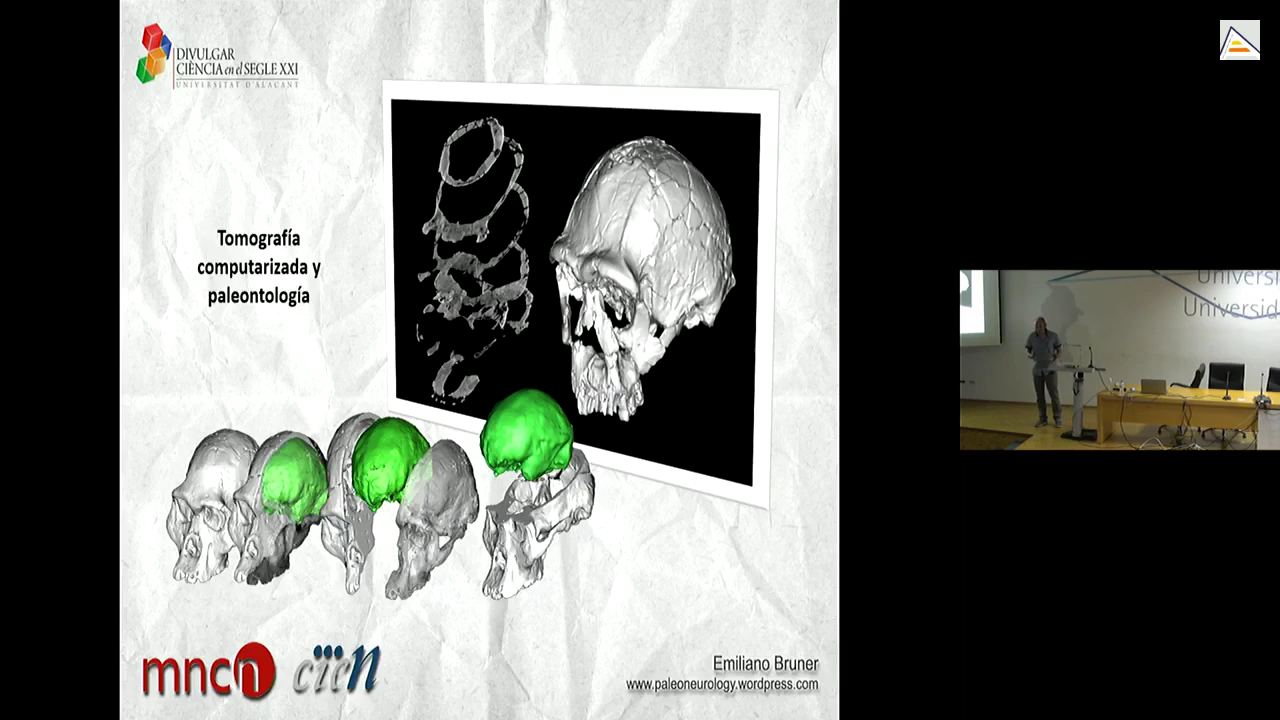 DIVULGAR
CIÈNCIA en el SEGLE XXI
UNIVERSITAT D'ALACANT
Tomografía
computarizada y
paleontología
Universi
Universid
mncn
cien
Emiliano Bruner
www.paleoneurology.wordpress.com